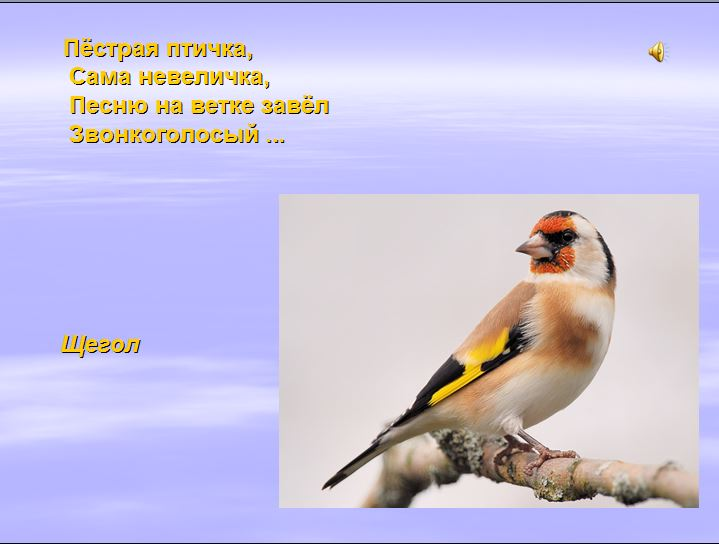 Пёстрая птичка,
Сама невеличка,
Песню на ветке завёл
Звонкоголосый ...
Щегол